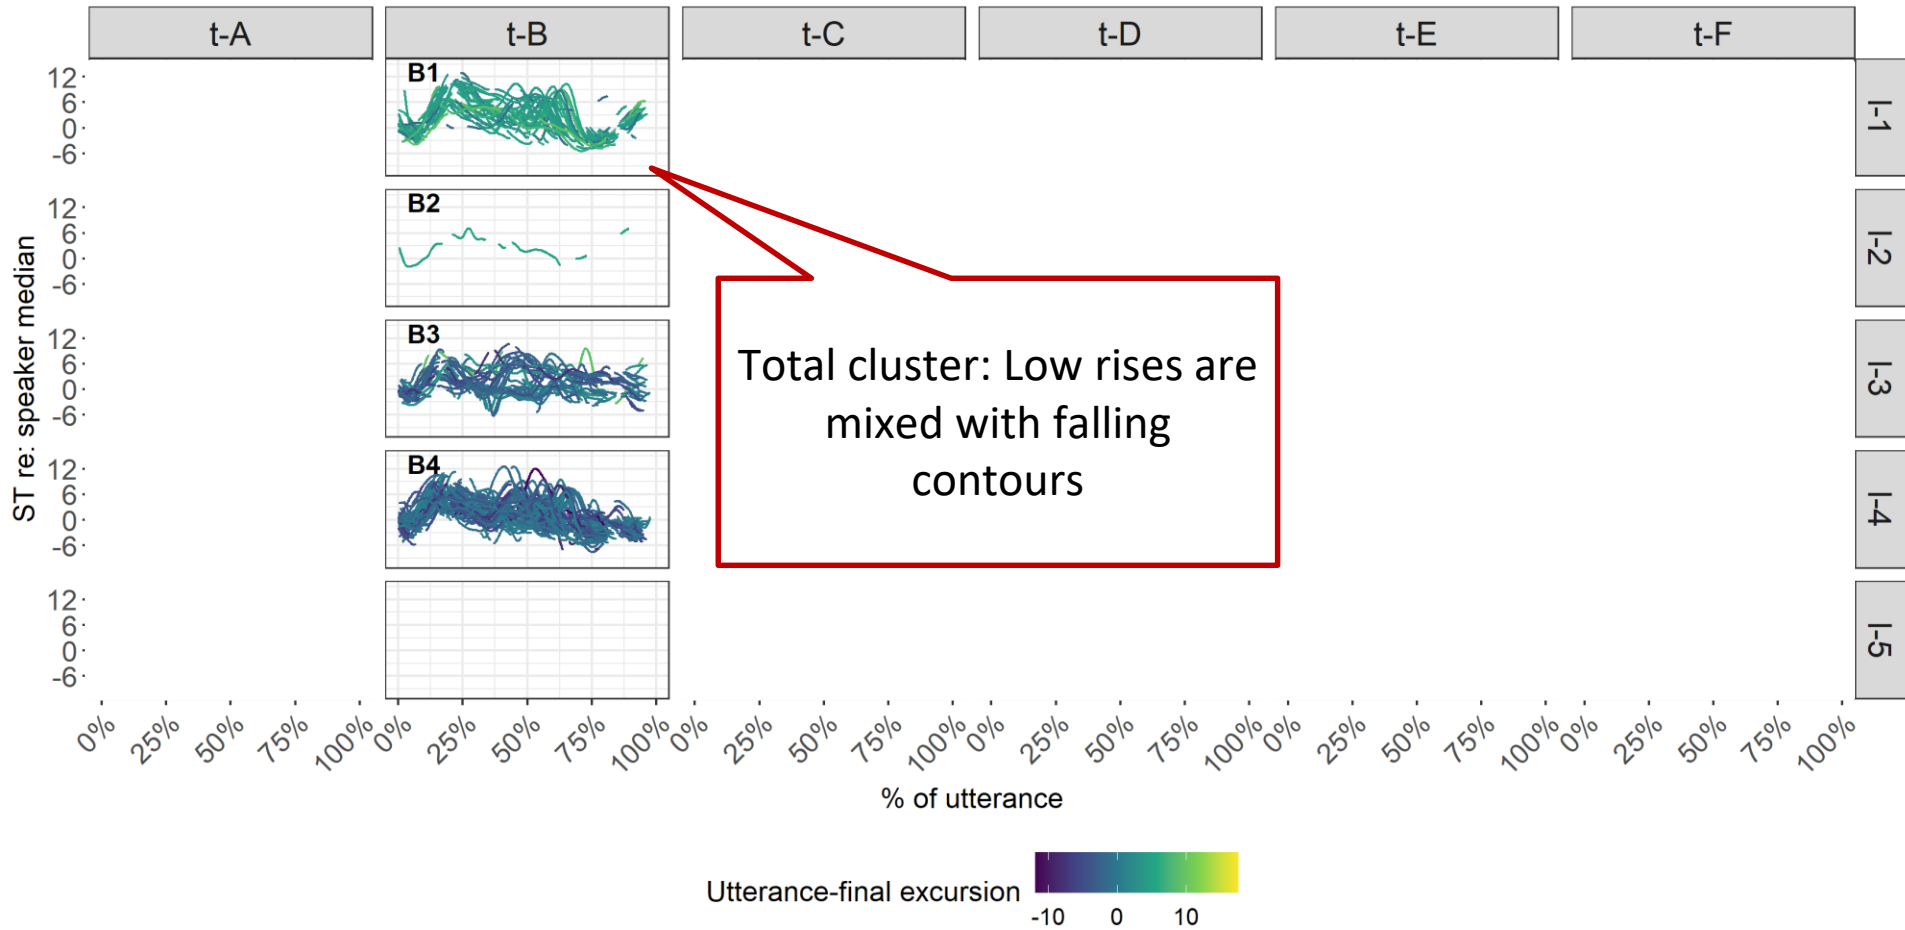 t-A t-B t-C t-D t-E t-F
12
6
0
-6
B1
I-1
12
6
0
-6
B2
I-2
12
6
0
-6
B3
I-3
12
6
0
-6
B4
I-4
12
6
0
-6
I-5
ST re: speaker median
Total cluster: Low rises are
mixed with falling
contours
0% 25% 50% 75% 100% 0% 25% 50% 75% 100% 0% 25% 50% 75% 100% 0% 25% 50% 75% 100% 0% 25% 50% 75% 100% 0% 25% 50% 75% 100%
% of utterance
Utterance-final excursion
-10 0 10